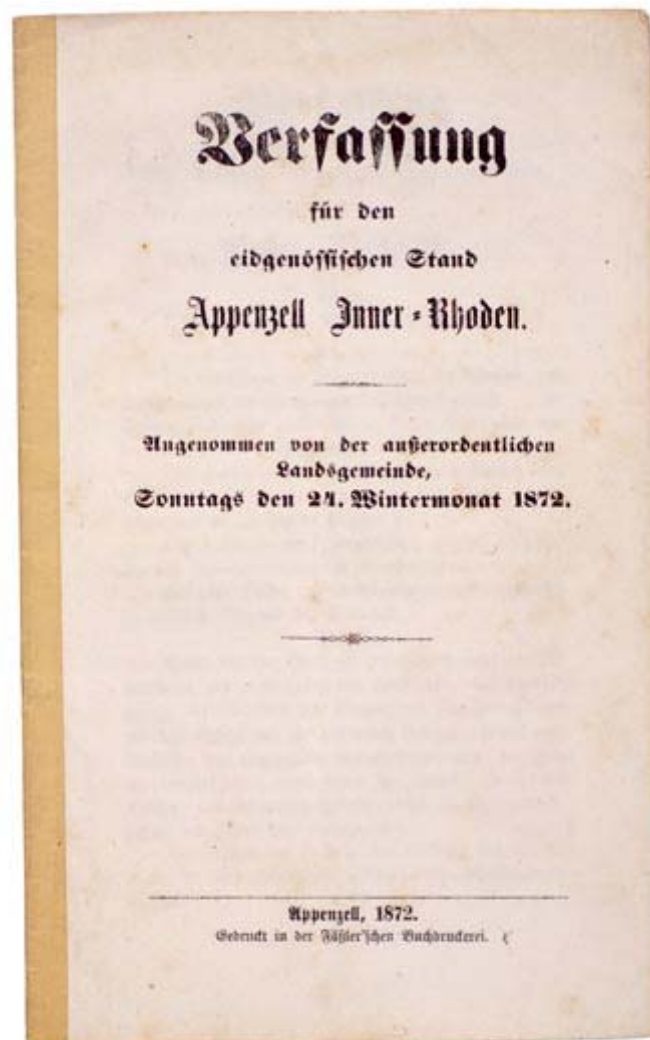 Verfassung
für den
eidgenössischen Stand
Appenzell Inner-Rhoden.
Angenommen von der außerordentlichen
Landsgemeinde,
Sonntags den 24. Wintermonat 1872.
Appenzell, 1872.
Gedruckt in der Fäßler'schen Buchdruckerei.